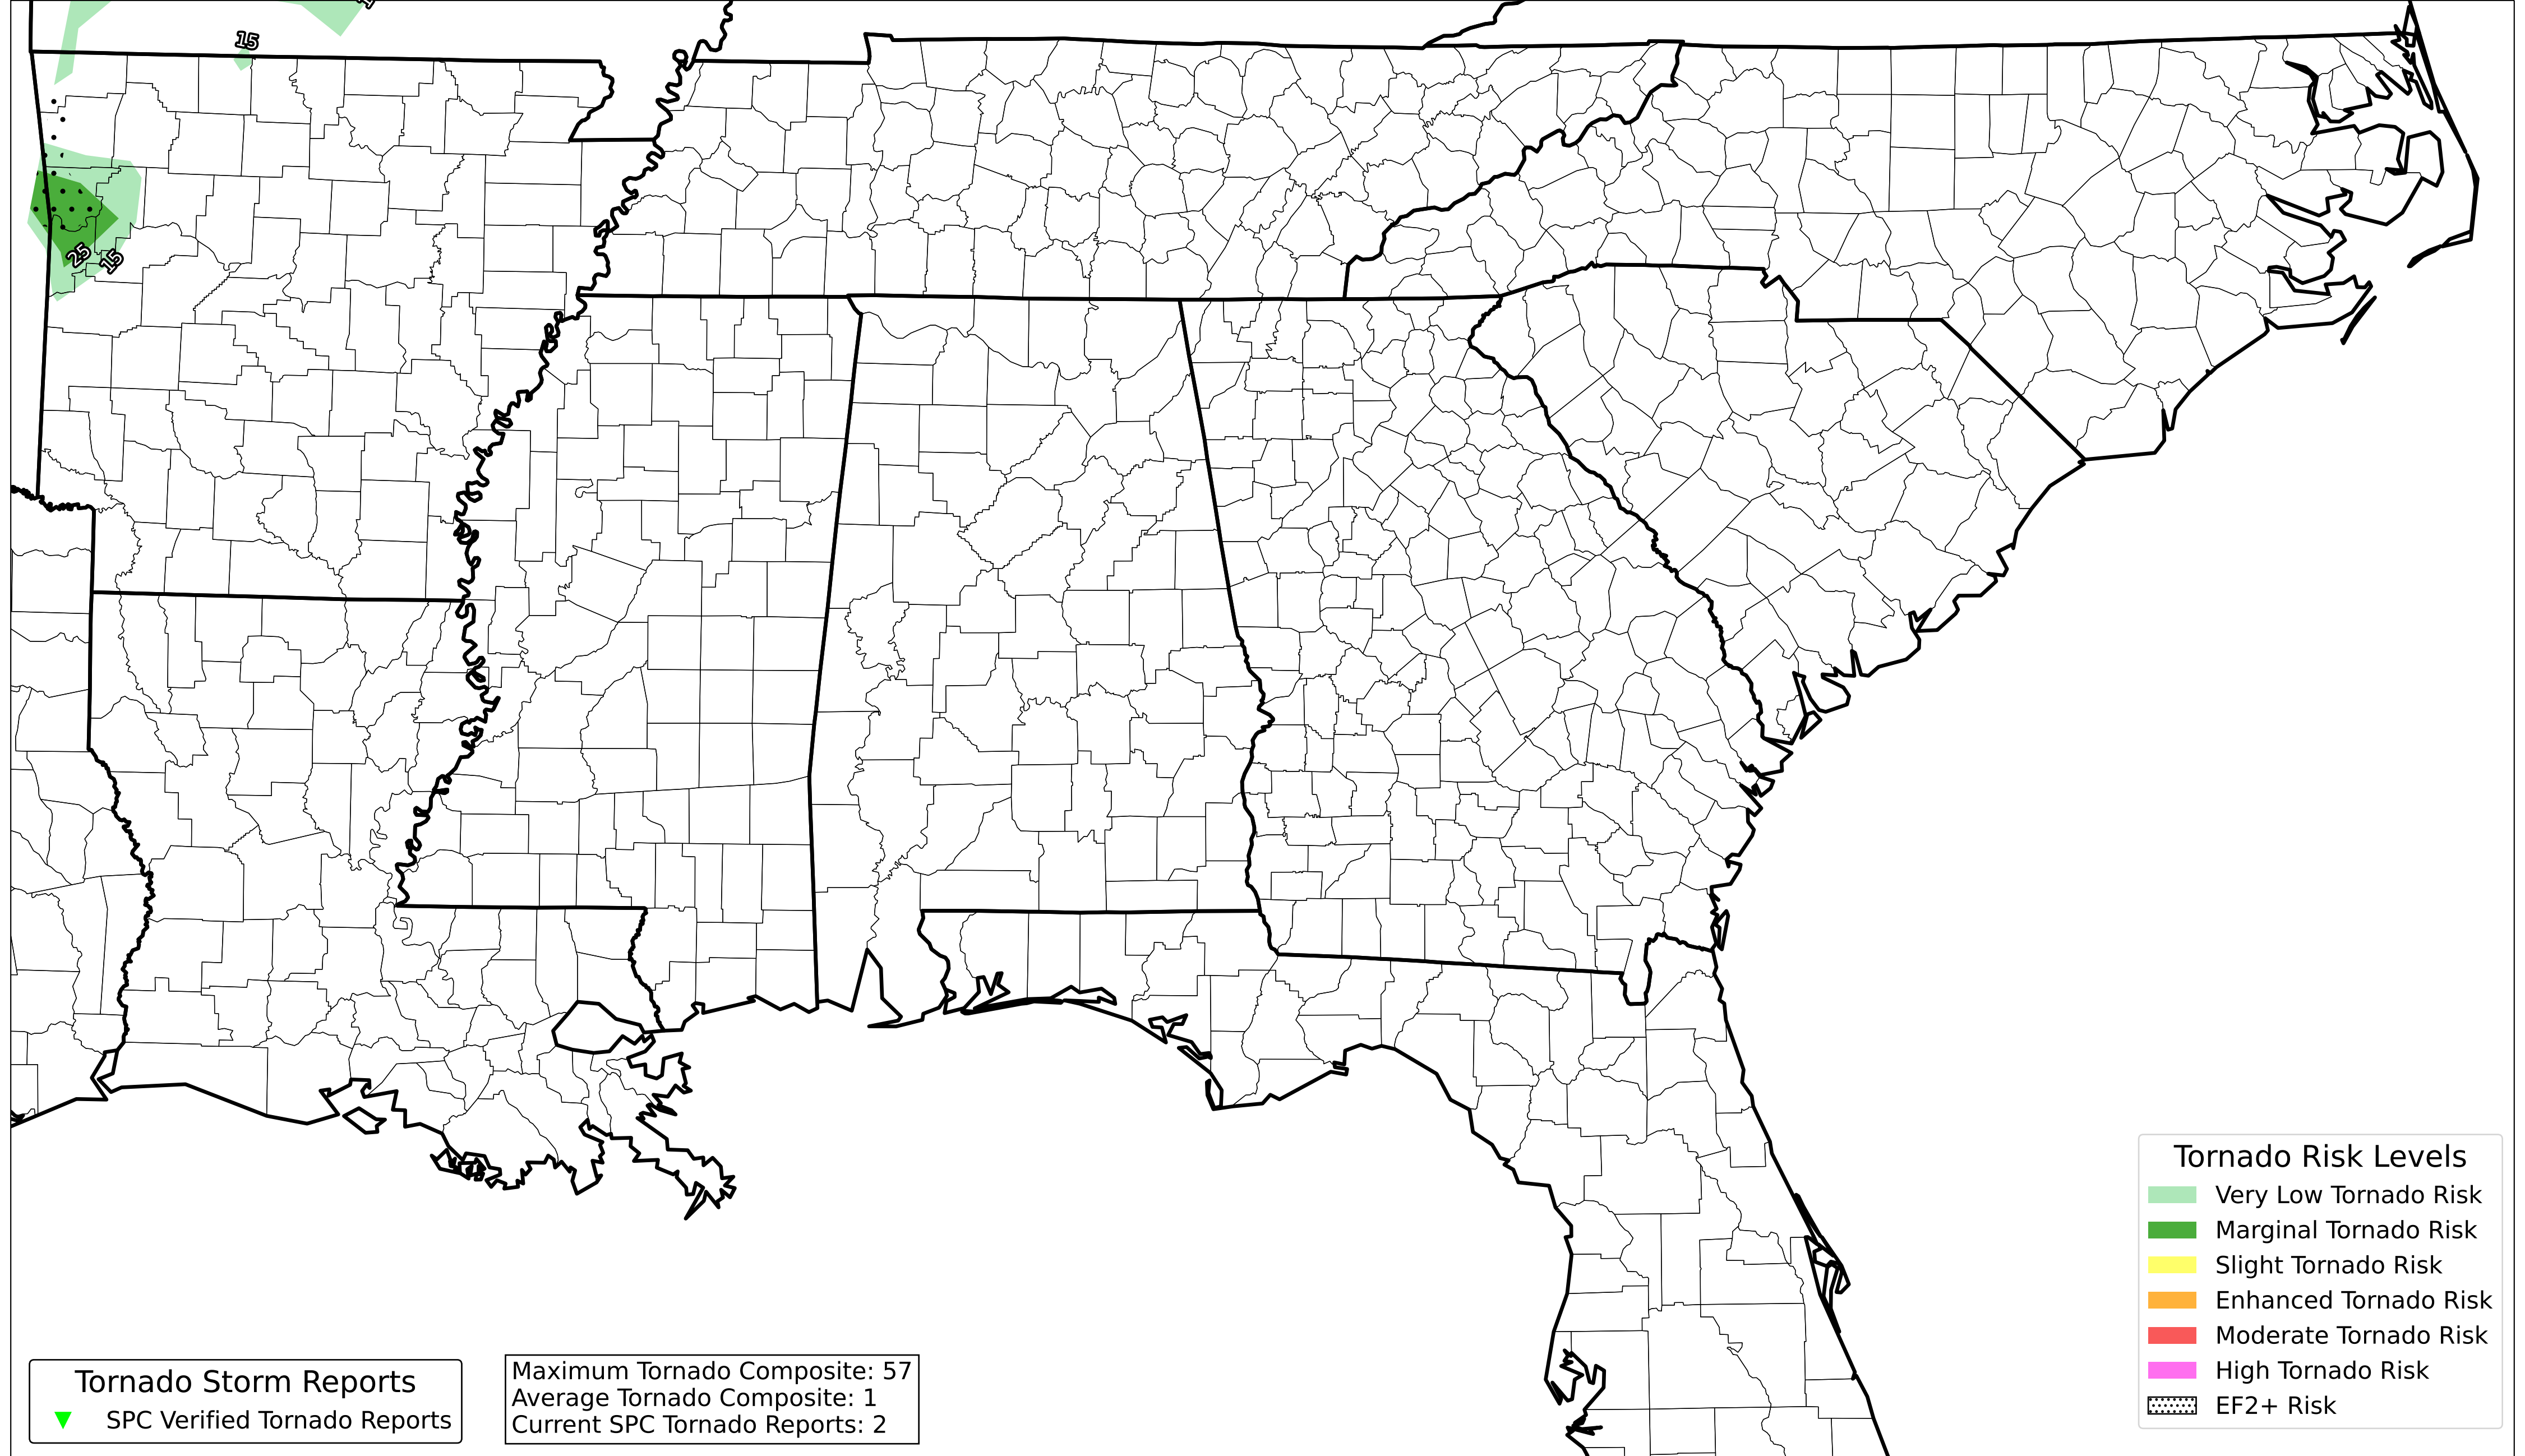 15
25
15
Tornado Risk Levels
Very Low Tornado Risk
Marginal Tornado Risk
Slight Tornado Risk
Enhanced Tornado Risk
Moderate Tornado Risk
High Tornado Risk
EF2+ Risk
Tornado Storm Reports
SPC Verified Tornado Reports
Maximum Tornado Composite: 57
Average Tornado Composite: 1
Current SPC Tornado Reports: 2